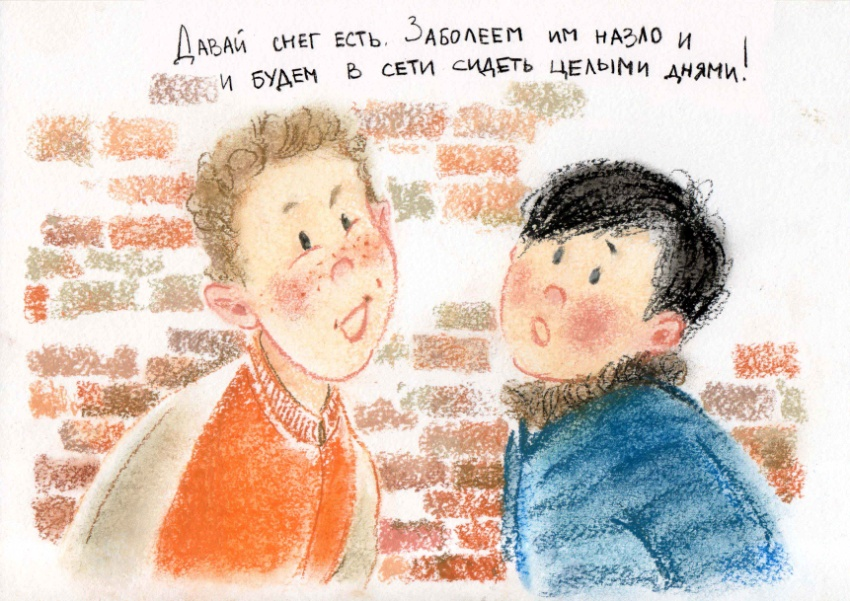 Давай снег есть. Заболеем им назло и
и будем в сети сидеть целыми днями!